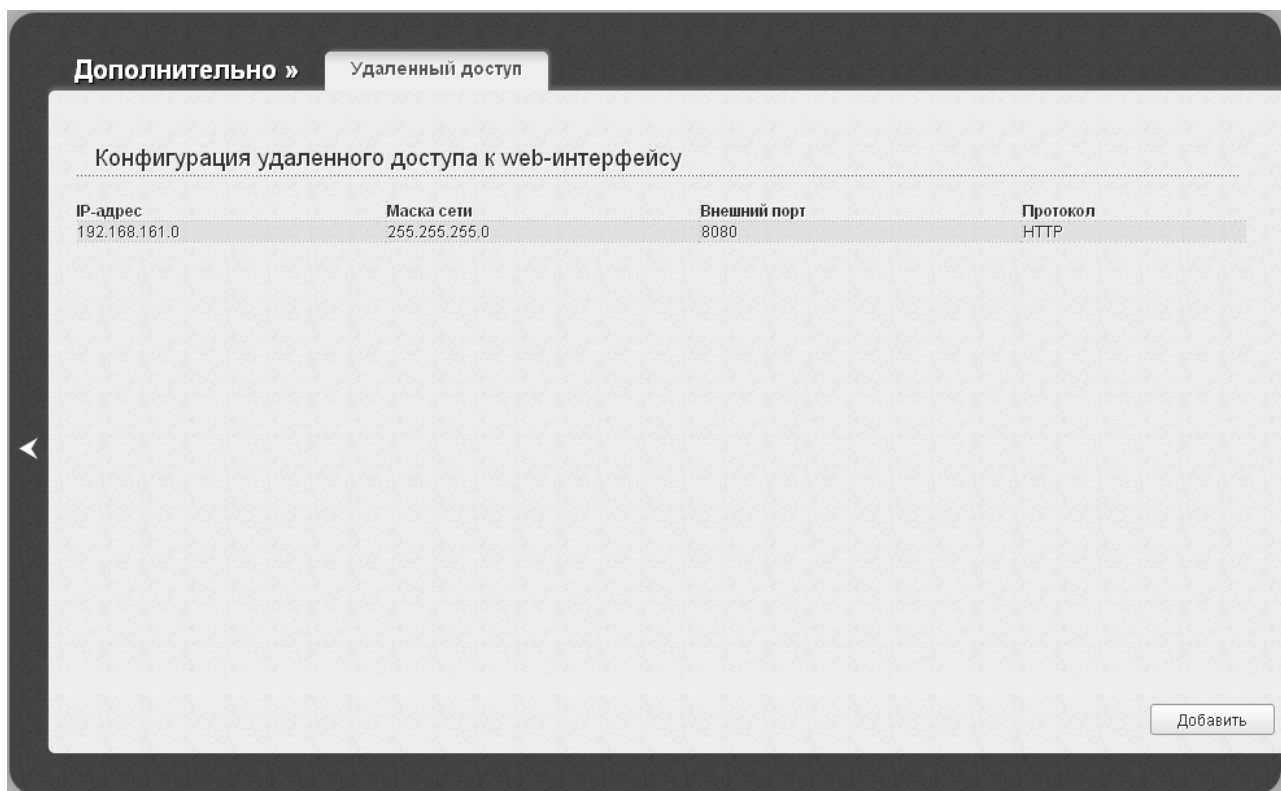 Дополнительно » Удаленный доступ
Конфигурация удаленного доступа к web-интерфейсу
IP-адрес Маска сети Внешний порт Протокол
192.168.161.0 255.255.255.0 8080 HTTP
Добавить